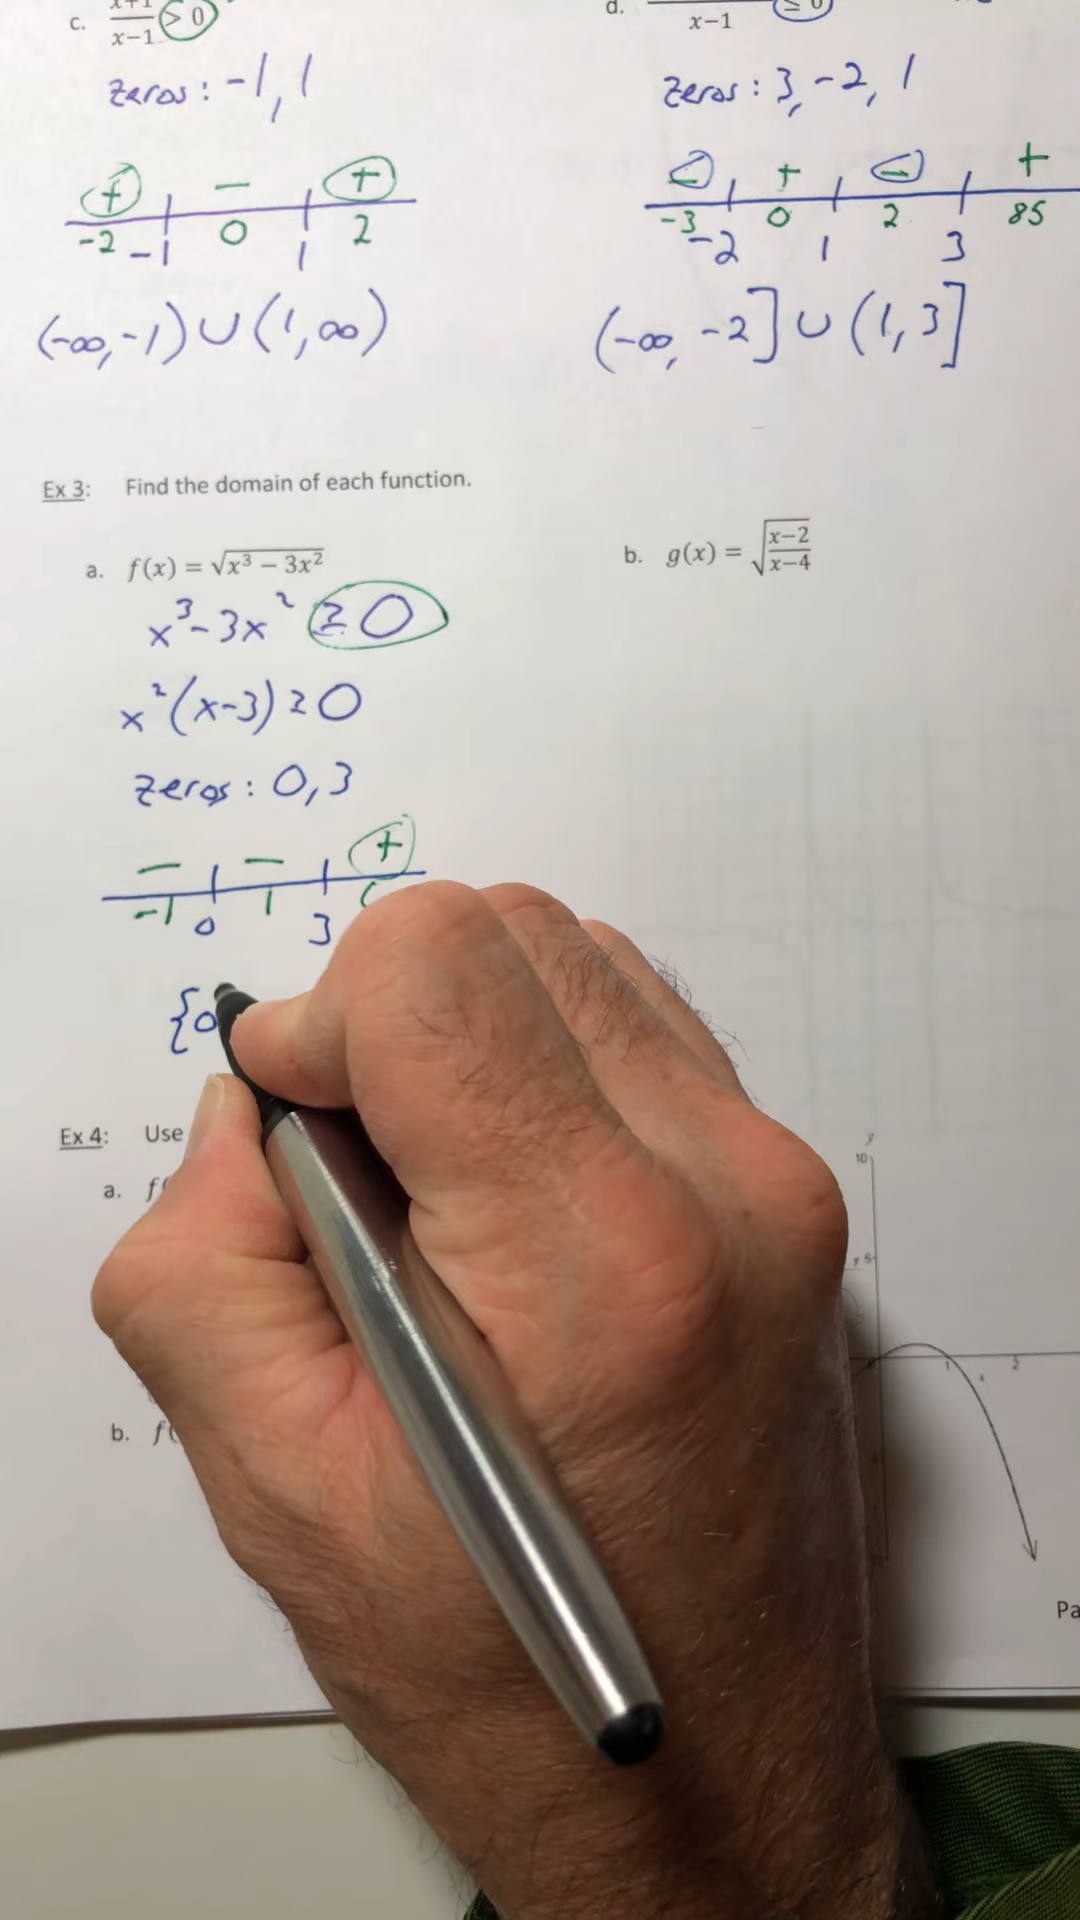 c. x+1/x−1 > 0
d. x−1 ≤ 0
zeros: -1, 1
zeros: 3, -2, 1
+ − +
-2 -1 0 1 2
− + − +
-3 -2 0 1 2 3 85
(-∞, -1) ∪ (1, ∞)
(-∞, -2] ∪ (1, 3]
Ex 3: Find the domain of each function.
a. f(x) = √x³ − 3x²
b. g(x) = √x−2/x−4
x³ - 3x² ≥ 0
x²(x-3) ≥ 0
zeros: 0, 3
− − +
-1 0 1 3
{0
Ex 4: Use
a. f(
y
10
y 5
1 2
x
b. f(
Pa